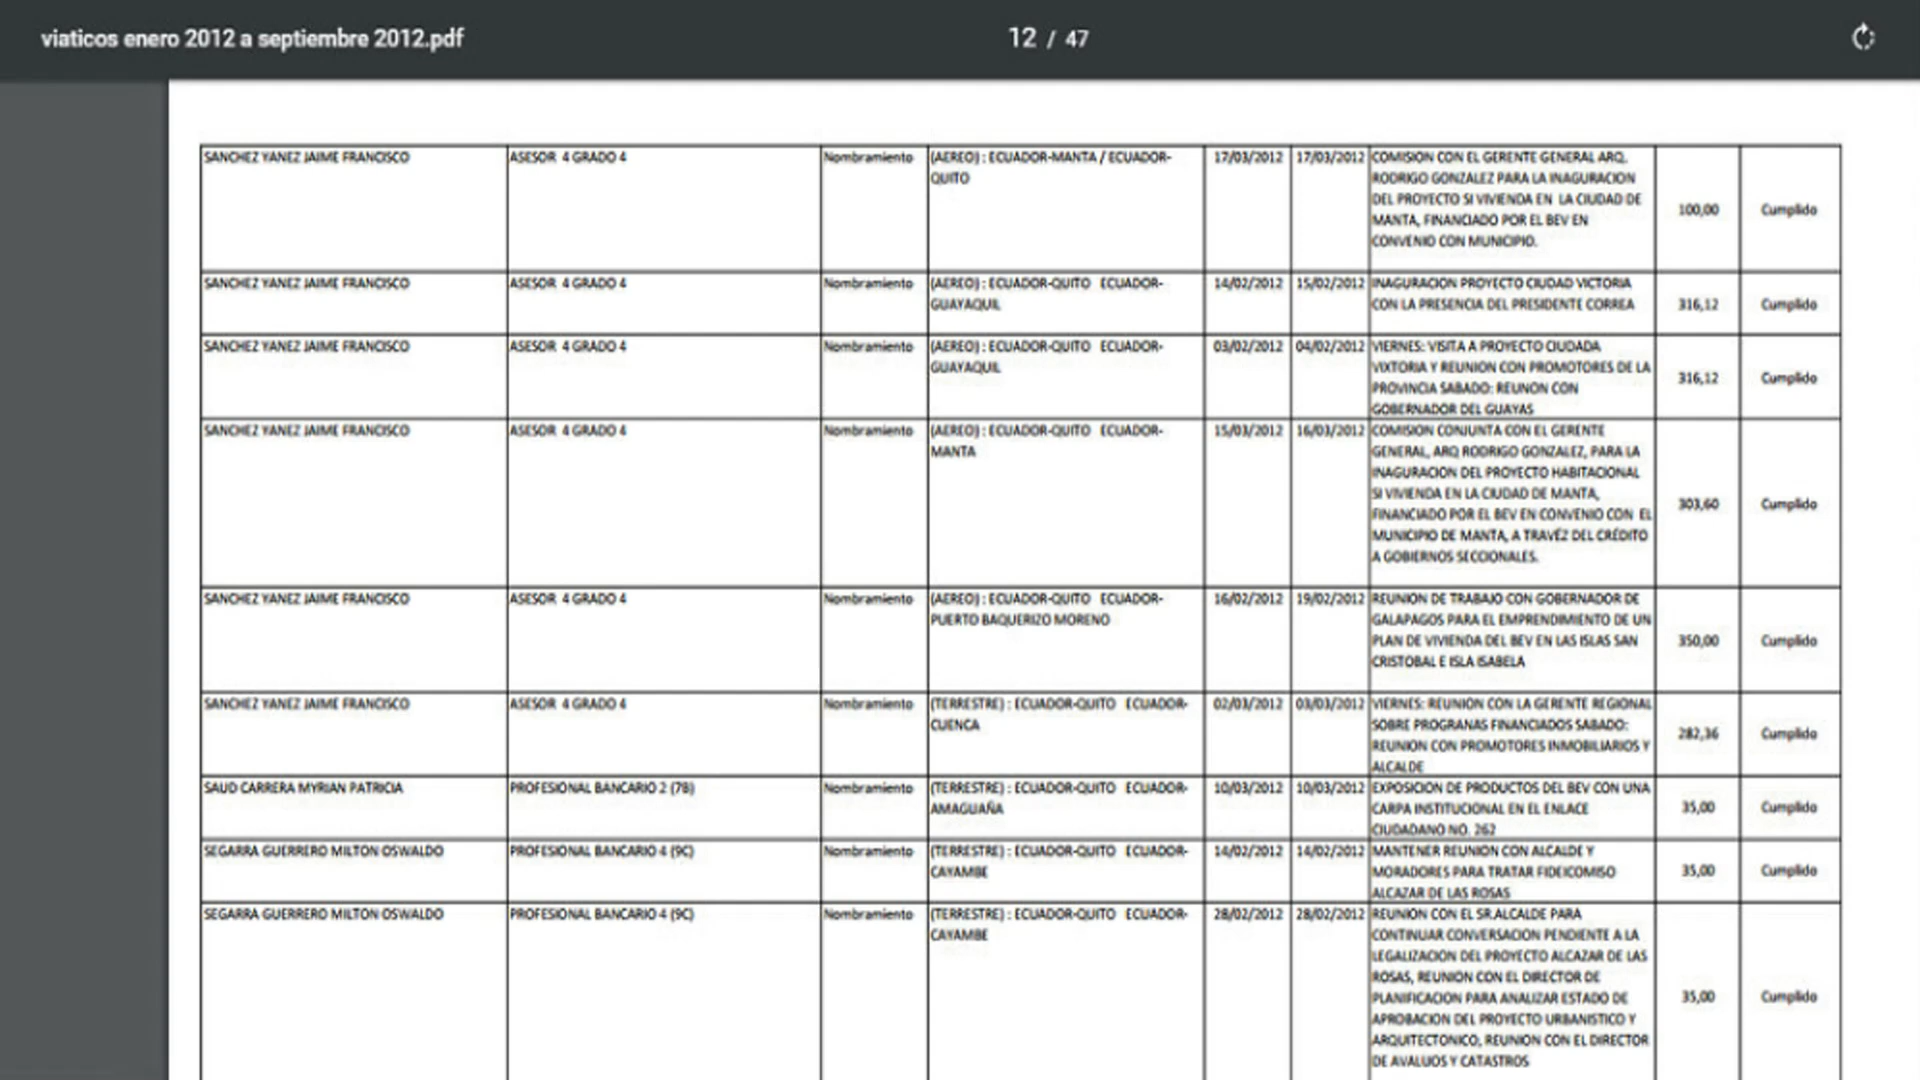 viaticos enero 2012 a septiembre 2012.pdf
12 / 47
SANCHEZ YANEZ JAIME FRANCISCO
ASESOR 4 GRADO 4
Nombramiento
(AEREO) : ECUADOR-MANTA / ECUADOR-
QUITO
17/03/2012
17/03/2012
COMISION CON EL GERENTE GENERAL ARQ.
RODRIGO GONZALEZ PARA LA INAGURACION
DEL PROYECTO SI VIVIENDA EN LA CIUDAD DE
MANTA, FINANCIADO POR EL BEV EN
CONVENIO CON MUNICIPIO.
100,00
Cumplido
SANCHEZ YANEZ JAIME FRANCISCO
ASESOR 4 GRADO 4
Nombramiento
(AEREO) : ECUADOR-QUITO ECUADOR-
GUAYAQUIL
14/02/2012
15/02/2012
INAGURACION PROYECTO CIUDAD VICTORIA
CON LA PRESENCIA DEL PRESIDENTE CORREA
316,12
Cumplido
SANCHEZ YANEZ JAIME FRANCISCO
ASESOR 4 GRADO 4
Nombramiento
(AEREO) : ECUADOR-QUITO ECUADOR-
GUAYAQUIL
03/02/2012
04/02/2012
VIERNES: VISITA A PROYECTO CIUDADA
VIXTORIA Y REUNION CON PROMOTORES DE LA
PROVINCIA SABADO: REUNON CON
GOBERNADOR DEL GUAYAS
316,12
Cumplido
SANCHEZ YANEZ JAIME FRANCISCO
ASESOR 4 GRADO 4
Nombramiento
(AEREO) : ECUADOR-QUITO ECUADOR-
MANTA
15/03/2012
16/03/2012
COMISION CONJUNTA CON EL GERENTE
GENERAL, ARQ RODRIGO GONZALEZ, PARA LA
INAGURACION DEL PROYECTO HABITACIONAL
SI VIVIENDA EN LA CIUDAD DE MANTA,
FINANCIADO POR EL BEV EN CONVENIO CON EL
MUNICIPIO DE MANTA, A TRAVÉZ DEL CRÉDITO
A GOBIERNOS SECCIONALES.
303,60
Cumplido
SANCHEZ YANEZ JAIME FRANCISCO
ASESOR 4 GRADO 4
Nombramiento
(AEREO) : ECUADOR-QUITO ECUADOR-
PUERTO BAQUERIZO MORENO
16/02/2012
19/02/2012
REUNION DE TRABAJO CON GOBERNADOR DE
GALAPAGOS PARA EL EMPRENDIMIENTO DE UN
PLAN DE VIVIENDA DEL BEV EN LAS ISLAS SAN
CRISTOBAL E ISLA ISABELA
350,00
Cumplido
SANCHEZ YANEZ JAIME FRANCISCO
ASESOR 4 GRADO 4
Nombramiento
(TERRESTRE) : ECUADOR-QUITO ECUADOR-
CUENCA
02/03/2012
03/03/2012
VIERNES: REUNION CON LA GERENTE REGIONAL
SOBRE PROGRANAS FINANCIADOS SABADO:
REUNION CON PROMOTORES INMOBILIARIOS Y
ALCALDE
282,36
Cumplido
SAUD CARRERA MYRIAN PATRICIA
PROFESIONAL BANCARIO 2 (7B)
Nombramiento
(TERRESTRE) : ECUADOR-QUITO ECUADOR-
AMAGUAÑA
10/03/2012
10/03/2012
EXPOSICION DE PRODUCTOS DEL BEV CON UNA
CARPA INSTITUCIONAL EN EL ENLACE
CIUDADANO NO. 262
35,00
Cumplido
SEGARRA GUERRERO MILTON OSWALDO
PROFESIONAL BANCARIO 4 (9C)
Nombramiento
(TERRESTRE) : ECUADOR-QUITO ECUADOR-
CAYAMBE
14/02/2012
14/02/2012
MANTENER REUNION CON ALCALDE Y
MORADORES PARA TRATAR FIDEICOMISO
ALCAZAR DE LAS ROSAS
35,00
Cumplido
SEGARRA GUERRERO MILTON OSWALDO
PROFESIONAL BANCARIO 4 (9C)
Nombramiento
(TERRESTRE) : ECUADOR-QUITO ECUADOR-
CAYAMBE
28/02/2012
28/02/2012
REUNION CON EL SR.ALCALDE PARA
CONTINUAR CONVERSACION PENDIENTE A LA
LEGALIZACION DEL PROYECTO ALCAZAR DE LAS
ROSAS, REUNION CON EL DIRECTOR DE
PLANIFICACION PARA ANALIZAR ESTADO DE
APROBACION DEL PROYECTO URBANISTICO Y
ARQUITECTONICO, REUNION CON EL DIRECTOR
DE AVALUOS Y CATASTROS
35,00
Cumplido